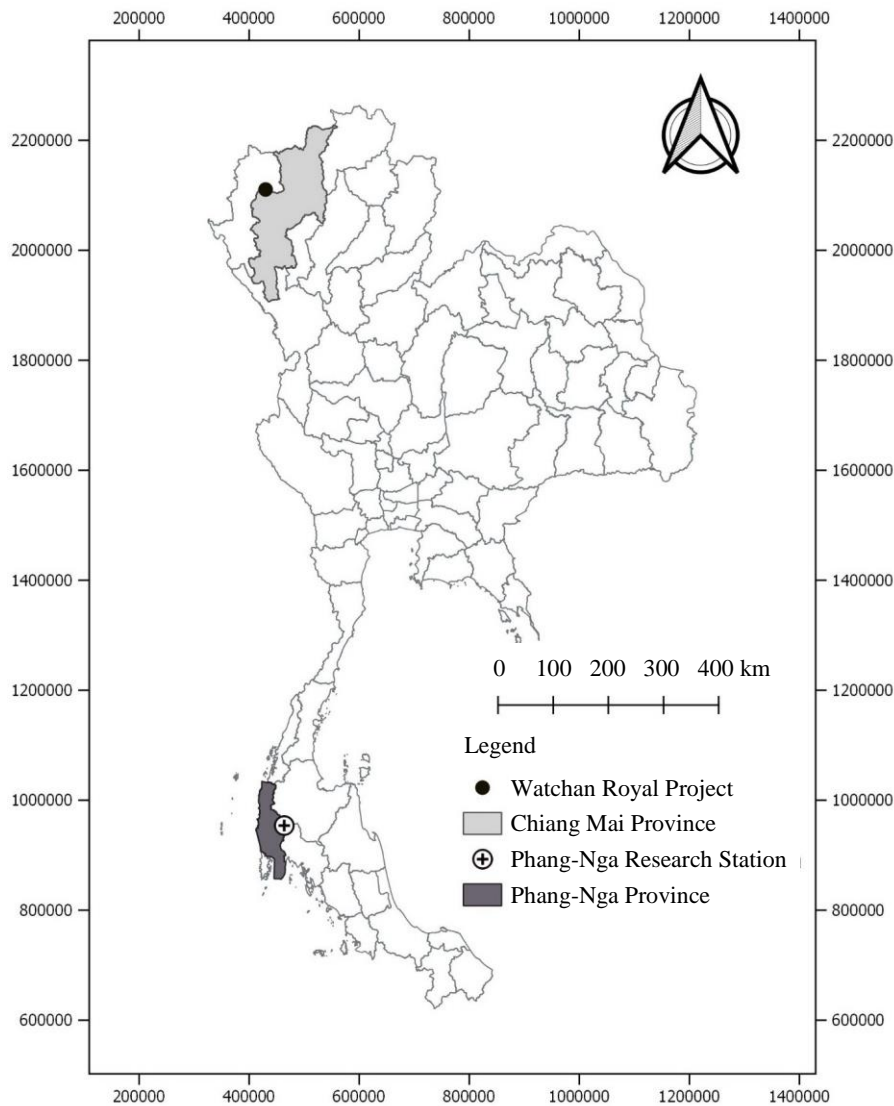 200000 400000 600000 800000 1000000 1200000 1400000
2200000 2200000
2000000 2000000
1800000 1800000
1600000 1600000
1400000 1400000
0 100 200 300 400 km
1200000 1200000
Legend
Watchan Royal Project
1000000 1000000
Chiang Mai Province
Phang-Nga Research Station
Phang-Nga Province
800000 800000
600000 600000
200000 400000 600000 800000 1000000 1200000 1400000